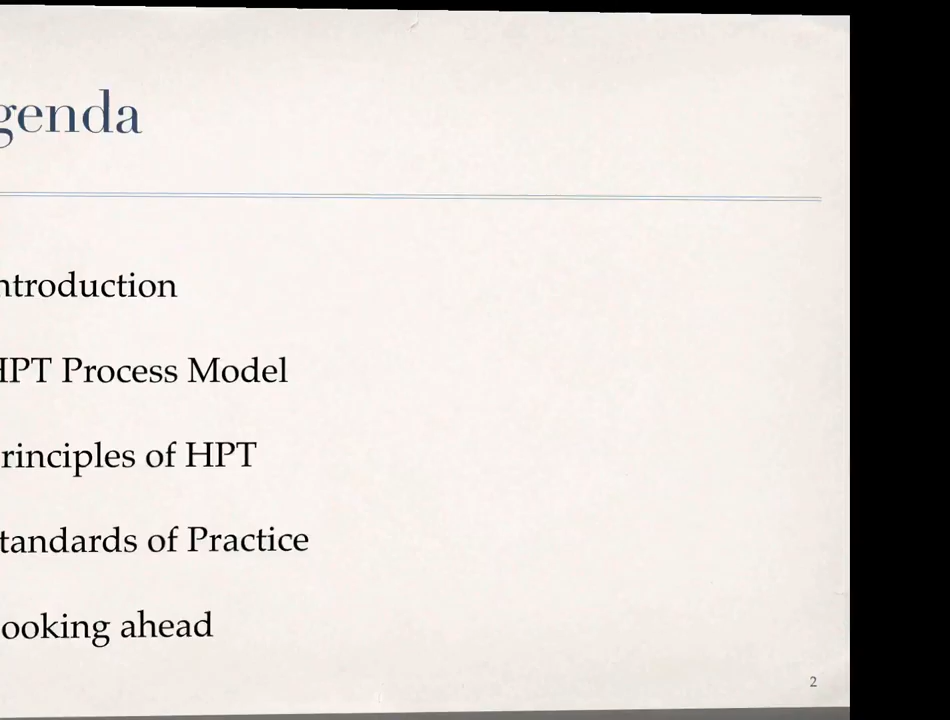 genda
ntroduction
HPT Process Model
rinciples of HPT
tandards of Practice
ooking ahead
2